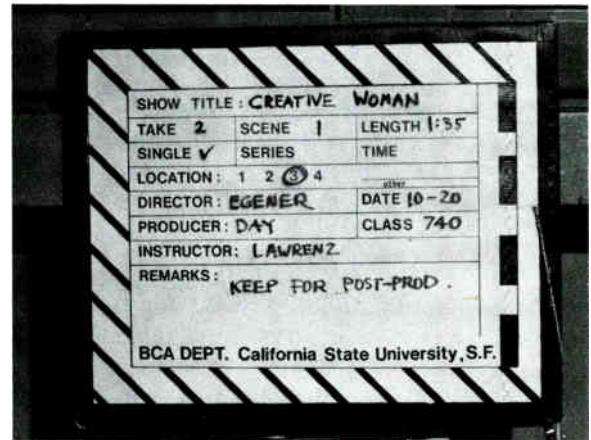 SHOW TITLE: CREATIVE WOMAN
TAKE 2 SCENE 1 LENGTH 1:35
SINGLE ✓ SERIES TIME
LOCATION: 1 2 3 4 other
DIRECTOR: EGENER DATE 10-20
PRODUCER: DAY CLASS 740
INSTRUCTOR: LAWRENZ
REMARKS: KEEP FOR POST-PROD.
BCA DEPT. California State University, S.F.